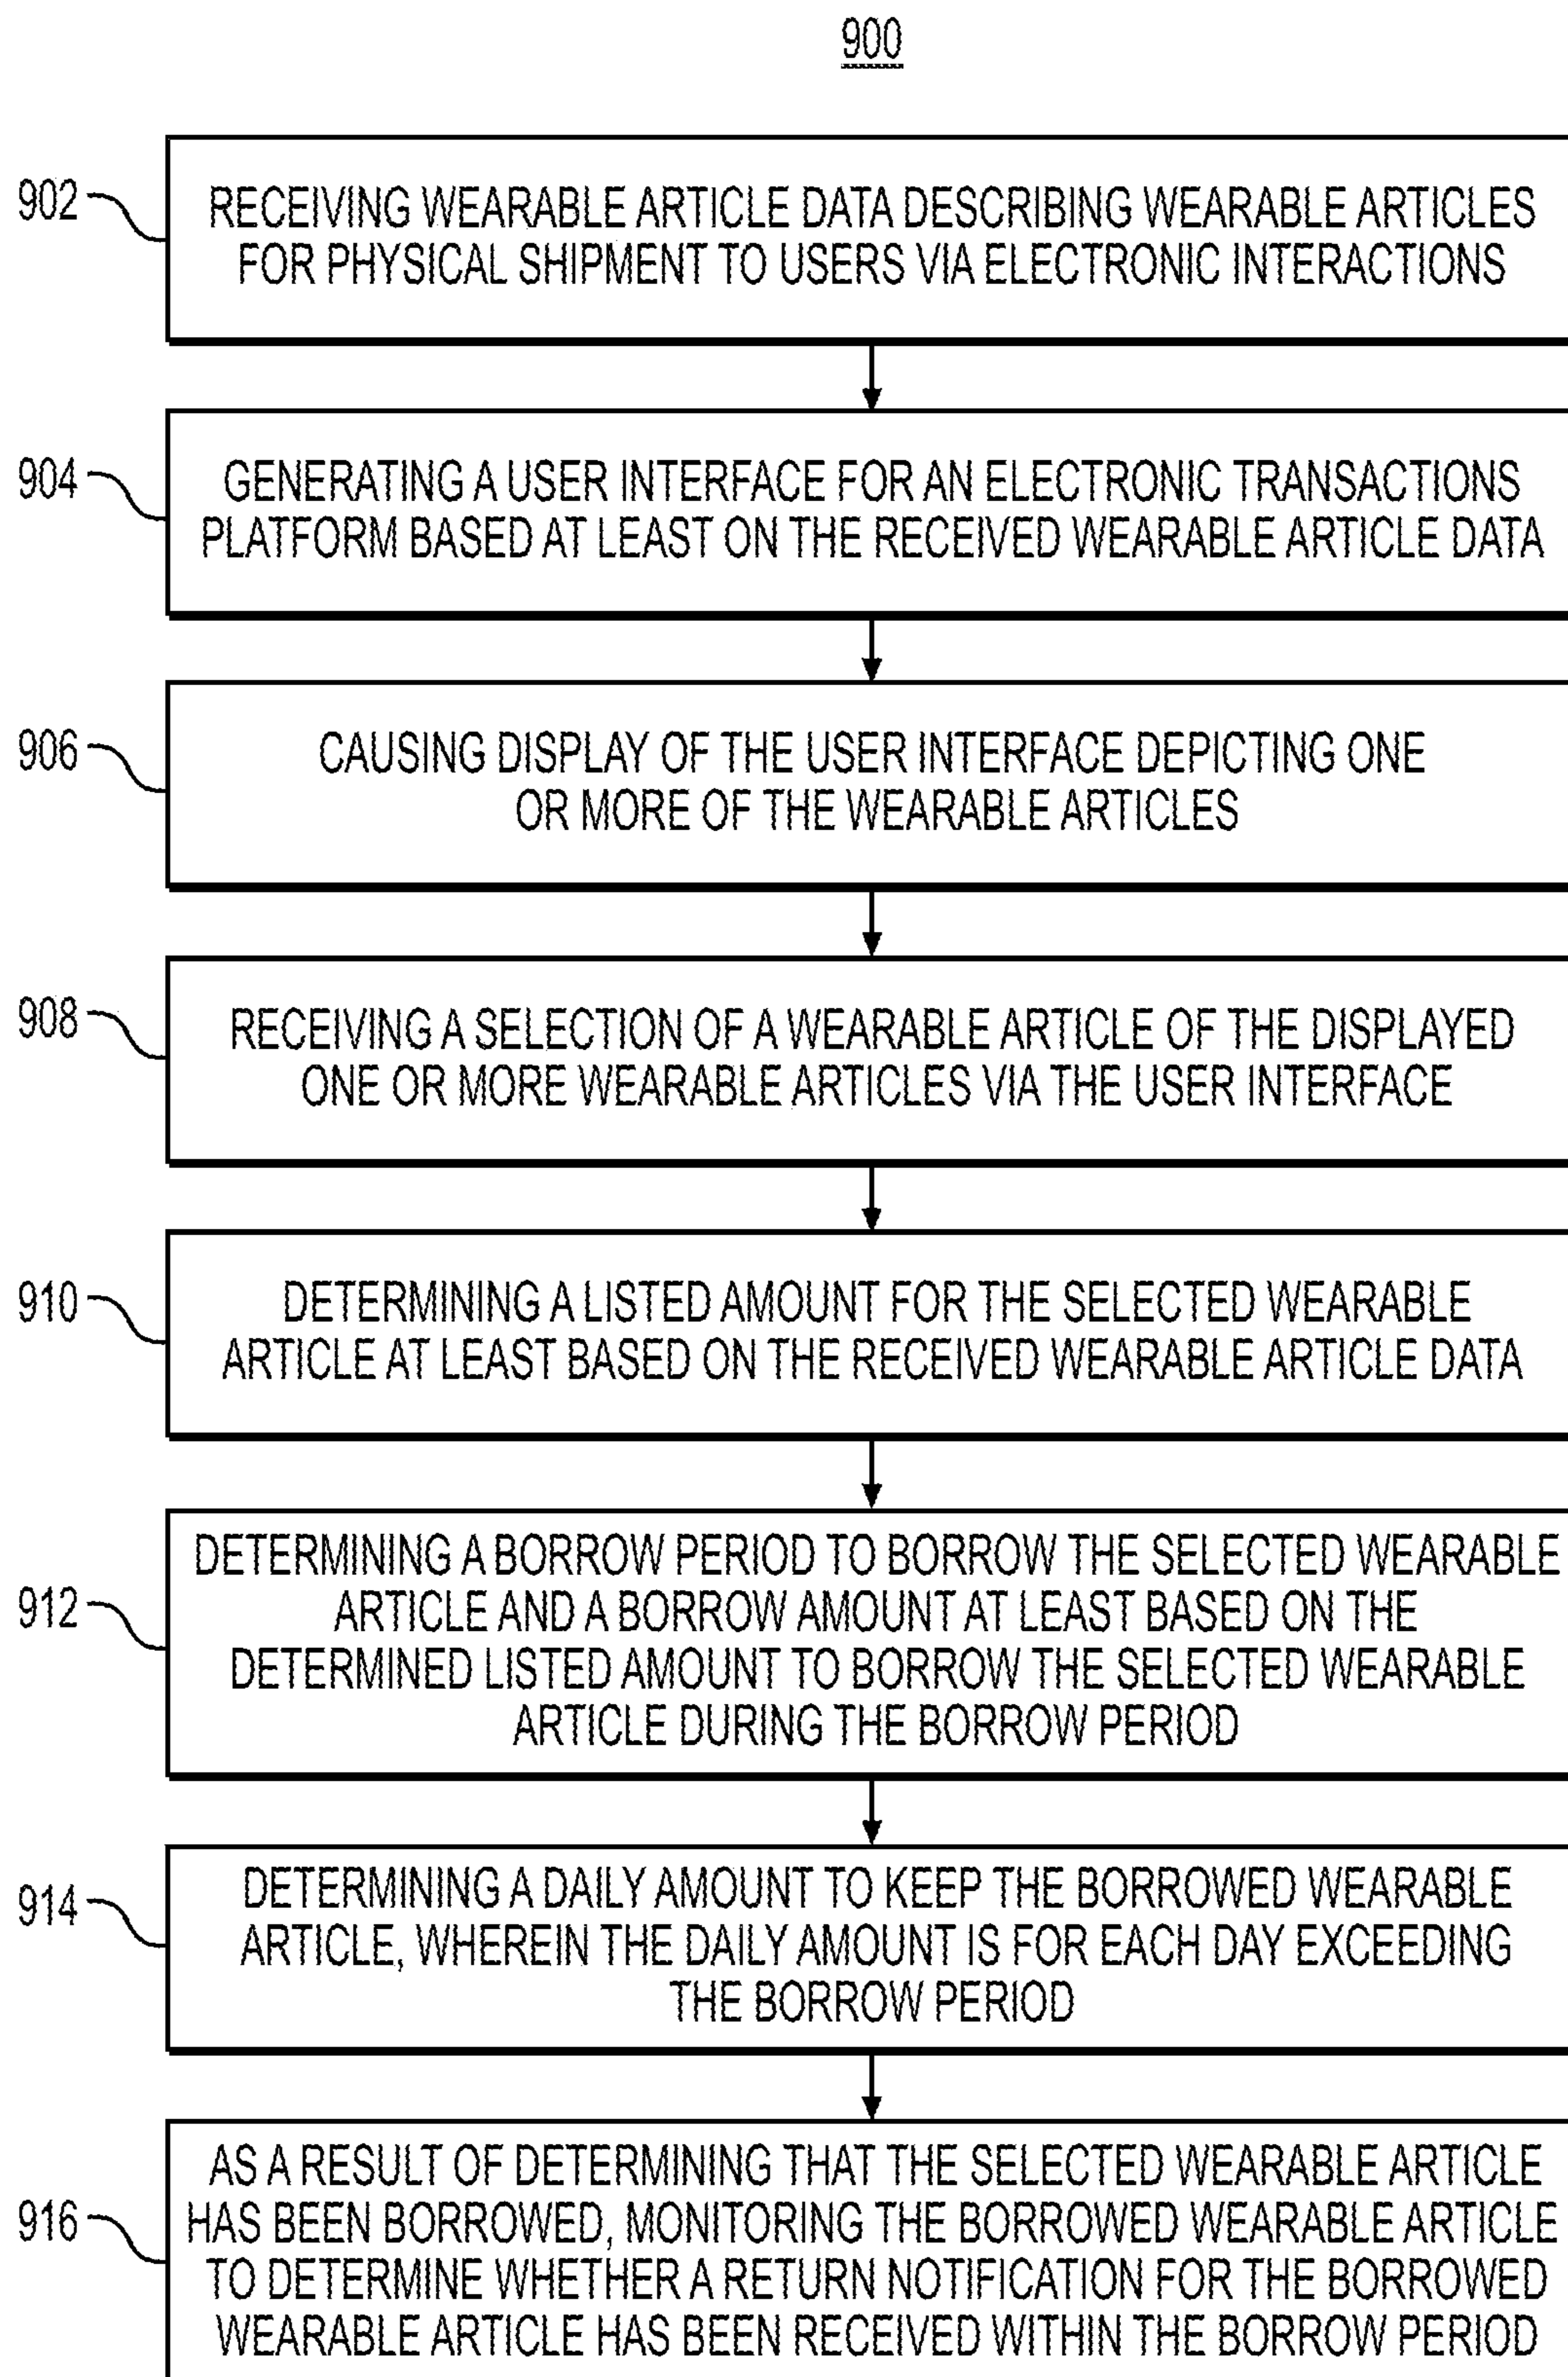 900
902
RECEIVING WEARABLE ARTICLE DATA DESCRIBING WEARABLE ARTICLES
FOR PHYSICAL SHIPMENT TO USERS VIA ELECTRONIC INTERACTIONS
904
GENERATING A USER INTERFACE FOR AN ELECTRONIC TRANSACTIONS
PLATFORM BASED AT LEAST ON THE RECEIVED WEARABLE ARTICLE DATA
906
CAUSING DISPLAY OF THE USER INTERFACE DEPICTING ONE
OR MORE OF THE WEARABLE ARTICLES
908
RECEIVING A SELECTION OF A WEARABLE ARTICLE OF THE DISPLAYED
ONE OR MORE WEARABLE ARTICLES VIA THE USER INTERFACE
910
DETERMINING A LISTED AMOUNT FOR THE SELECTED WEARABLE
ARTICLE AT LEAST BASED ON THE RECEIVED WEARABLE ARTICLE DATA
912
DETERMINING A BORROW PERIOD TO BORROW THE SELECTED WEARABLE
ARTICLE AND A BORROW AMOUNT AT LEAST BASED ON THE
DETERMINED LISTED AMOUNT TO BORROW THE SELECTED WEARABLE
ARTICLE DURING THE BORROW PERIOD
914
DETERMINING A DAILY AMOUNT TO KEEP THE BORROWED WEARABLE
ARTICLE, WHEREIN THE DAILY AMOUNT IS FOR EACH DAY EXCEEDING
THE BORROW PERIOD
916
AS A RESULT OF DETERMINING THAT THE SELECTED WEARABLE ARTICLE
HAS BEEN BORROWED, MONITORING THE BORROWED WEARABLE ARTICLE
TO DETERMINE WHETHER A RETURN NOTIFICATION FOR THE BORROWED
WEARABLE ARTICLE HAS BEEN RECEIVED WITHIN THE BORROW PERIOD